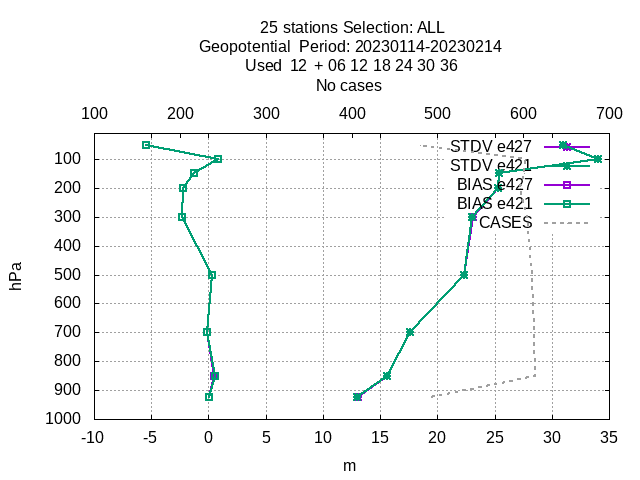 25 stations Selection: ALL
Geopotential  Period: 20230114-20230214
Used  12  + 06 12 18 24 30 36
No cases
100 200 300 400 500 600 700
STDV e427
STDV e421
BIAS e427
BIAS e421
CASES
100
200
300
400
500
600
700
800
900
1000
hPa
-10 -5 0 5 10 15 20 25 30 35
m